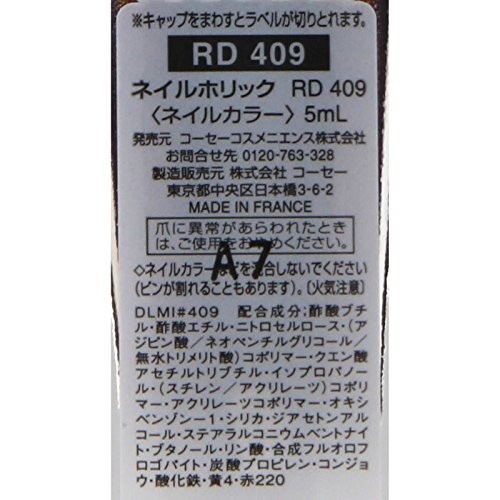 ※キャップをまわすとラベルが切りとれます。
RD 409
ネイルホリック RD 409
〈ネイルカラー〉5mL
発売元 コーセーコスメニエンス株式会社
お問合せ先 0120-763-328
製造販売元 株式会社 コーセー
東京都中央区日本橋3-6-2
MADE IN FRANCE
爪に異常があらわれたとき
は、ご使用をおやめください。
A7
◇ネイルカラーなどを混合しないでください
(ビンが割れることもあります)。〔火気注意〕
DLMI#409 配合成分;酢酸ブチ
ル・酢酸エチル・ニトロセルロース・(ア
ジピン酸/ネオペンチルグリコール/
無水トリメリト酸)コポリマー・クエン酸
アセチルトリブチル・イソプロパノー
ル・(スチレン/アクリレーツ)コポリ
マー・アクリレーツコポリマー・オキシ
ベンゾン-1・シリカ・ジアセトンアル
コール・ステアラルコニウムベントナイ
ト・ブタノール・リン酸・合成フルオロフ
ロゴパイト・炭酸プロピレン・コンジョ
ウ・酸化鉄・黄4・赤220